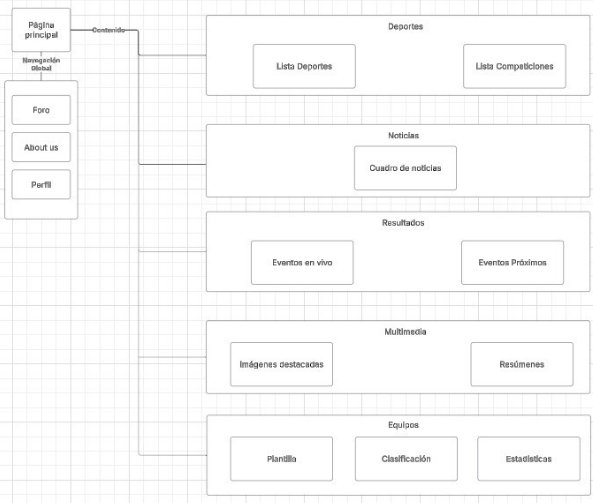 Página
principal
Contenido
Navegación
Global
Foro
About us
Perfil
Deportes
Lista Deportes
Lista Competiciones
Noticias
Cuadro de noticias
Resultados
Eventos en vivo
Eventos Próximos
Multimedia
Imágenes destacadas
Resúmenes
Equipos
Plantilla
Clasificación
Estadísticas